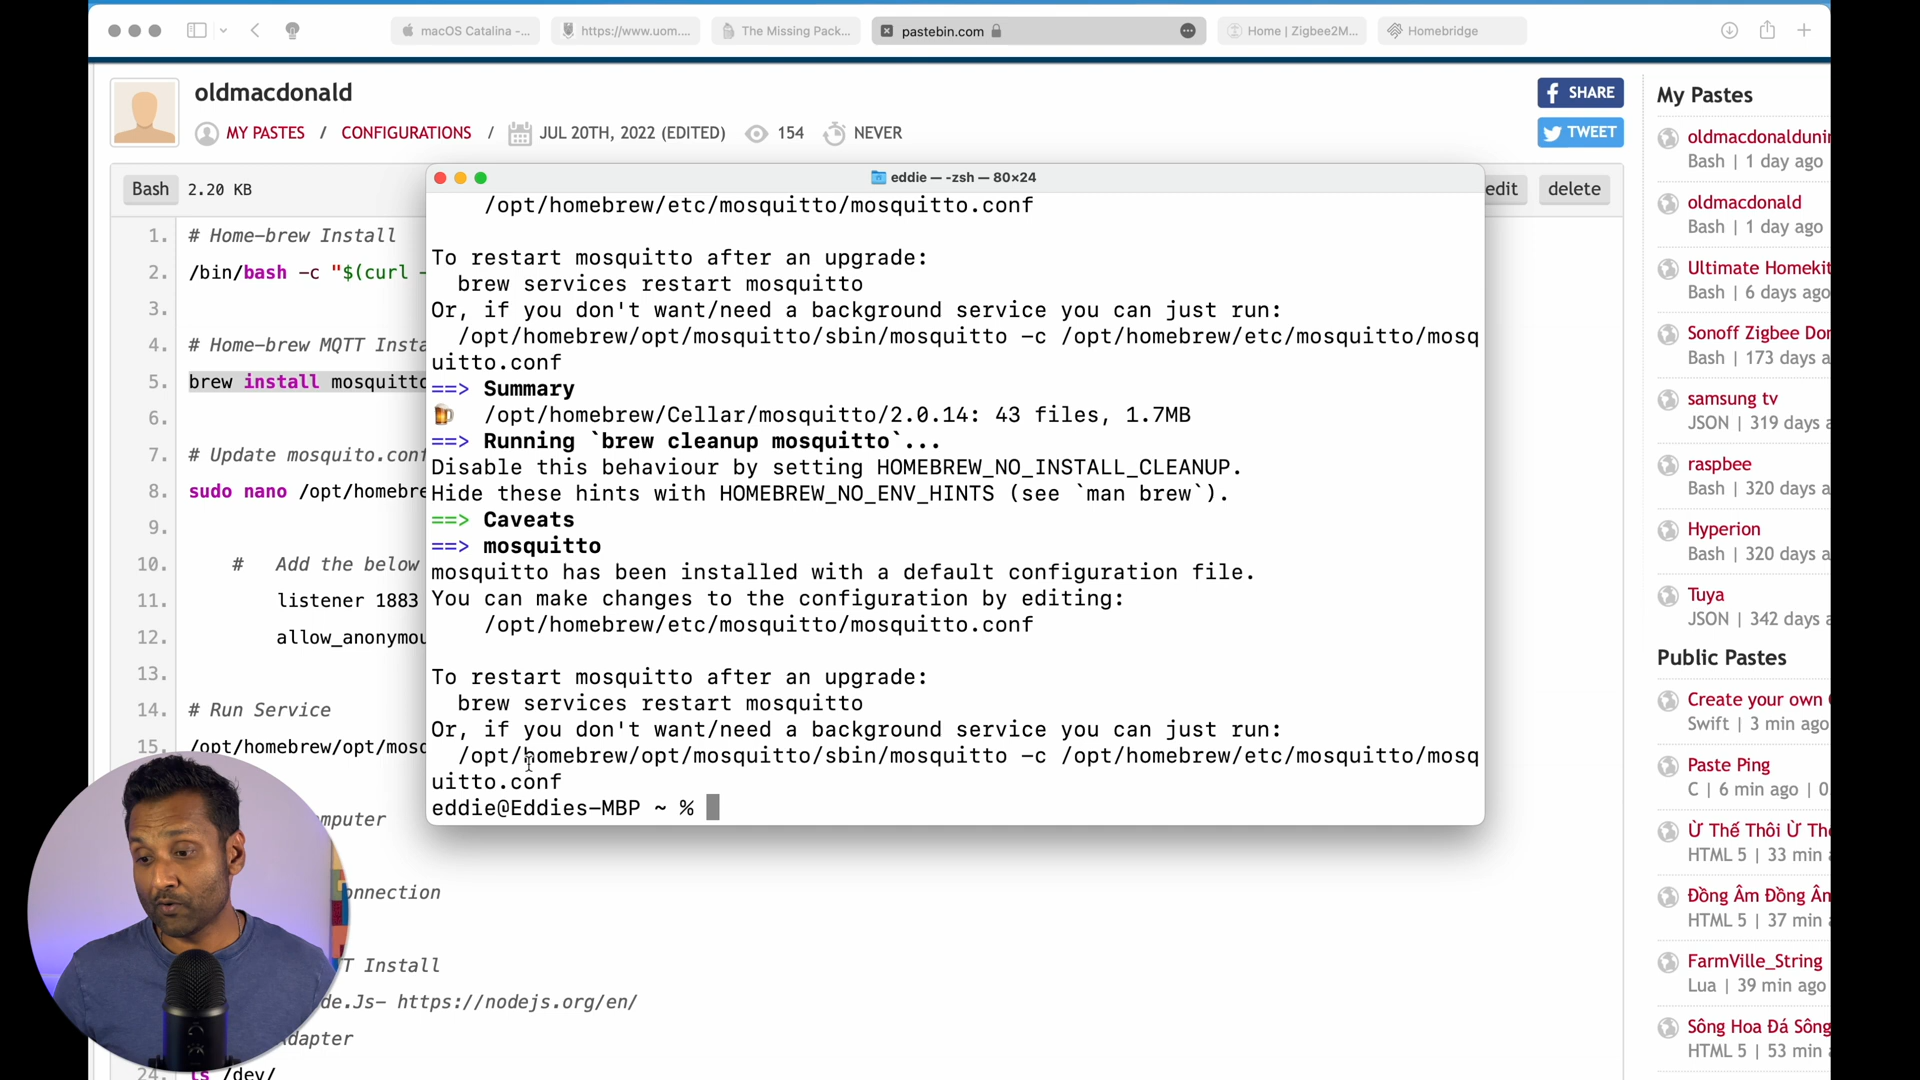 macOS Catalina -...
https://www.uom....
The Missing Pack...
pastebin.com
Home | Zigbee2M...
Homebridge
oldmacdonald
MY PASTES / CONFIGURATIONS / JUL 20TH, 2022 (EDITED) 154 NEVER
SHARE
TWEET
Bash 2.20 KB
edit delete
1. # Home-brew Install
2. /bin/bash -c "$(curl -
3.
4. # Home-brew MQTT Insta
5. brew install mosquitto
6.
7. # Update mosquito.conf
8. sudo nano /opt/homebre
9.
10. # Add the below
11. listener 1883
12. allow_anonymou
13.
14. # Run Service
15. /opt/homebrew/opt/mosq
omputer
onnection
T Install
de.Js- https://nodejs.org/en/
dapter
24. ls /dev/
eddie — -zsh — 80×24
/opt/homebrew/etc/mosquitto/mosquitto.conf
To restart mosquitto after an upgrade:
brew services restart mosquitto
Or, if you don't want/need a background service you can just run:
/opt/homebrew/opt/mosquitto/sbin/mosquitto -c /opt/homebrew/etc/mosquitto/mosq
uitto.conf
==> Summary
/opt/homebrew/Cellar/mosquitto/2.0.14: 43 files, 1.7MB
==> Running `brew cleanup mosquitto`...
Disable this behaviour by setting HOMEBREW_NO_INSTALL_CLEANUP.
Hide these hints with HOMEBREW_NO_ENV_HINTS (see `man brew`).
==> Caveats
==> mosquitto
mosquitto has been installed with a default configuration file.
You can make changes to the configuration by editing:
/opt/homebrew/etc/mosquitto/mosquitto.conf
To restart mosquitto after an upgrade:
brew services restart mosquitto
Or, if you don't want/need a background service you can just run:
/opt/homebrew/opt/mosquitto/sbin/mosquitto -c /opt/homebrew/etc/mosquitto/mosq
uitto.conf
eddie@Eddies-MBP ~ %
My Pastes
oldmacdonaldunin
Bash | 1 day ago
oldmacdonald
Bash | 1 day ago
Ultimate Homekit
Bash | 6 days ago
Sonoff Zigbee Don
Bash | 173 days a
samsung tv
JSON | 319 days a
raspbee
Bash | 320 days a
Hyperion
Bash | 320 days a
Tuya
JSON | 342 days a
Public Pastes
Create your own
Swift | 3 min ago
Paste Ping
C | 6 min ago | 0
Ừ Thế Thôi Ừ Thế
HTML 5 | 33 min
Đồng Âm Đồng Âm
HTML 5 | 37 min
FarmVille_String
Lua | 39 min ago
Sông Hoa Đá Sông
HTML 5 | 53 min